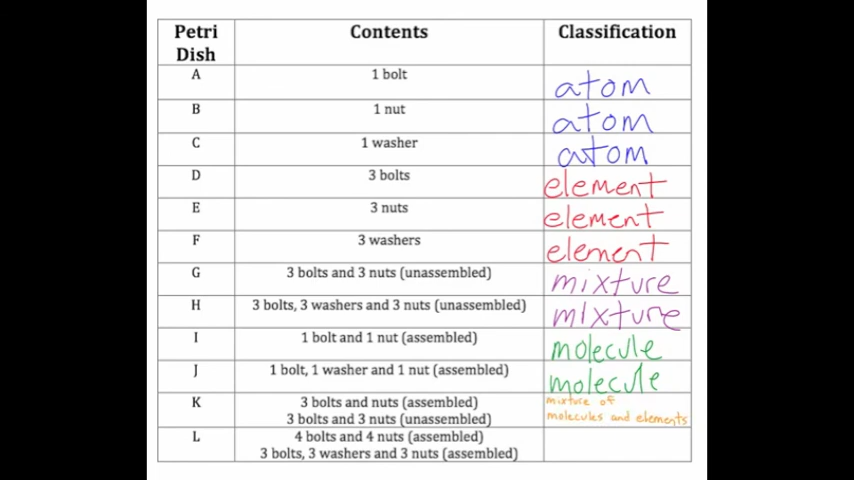 Petri Dish Contents Classification
A 1 bolt atom
B 1 nut atom
C 1 washer atom
D 3 bolts element
E 3 nuts element
F 3 washers element
G 3 bolts and 3 nuts (unassembled) mixture
H 3 bolts, 3 washers and 3 nuts (unassembled) mixture
I 1 bolt and 1 nut (assembled) molecule
J 1 bolt, 1 washer and 1 nut (assembled) molecule
K 3 bolts and nuts (assembled) mixture of
3 bolts and 3 nuts (unassembled) molecules and elements
L 4 bolts and 4 nuts (assembled)
3 bolts, 3 washers and 3 nuts (assembled)